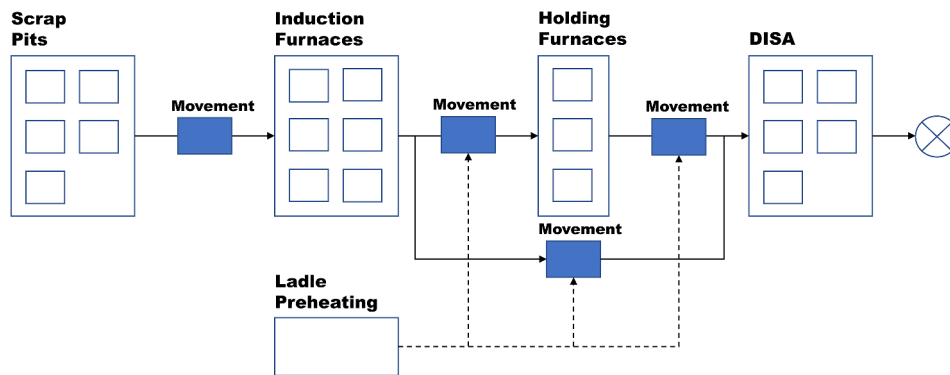 Scrap
Pits
Induction
Furnaces
Holding
Furnaces
DISA
Movement
Movement
Movement
Movement
Ladle
Preheating